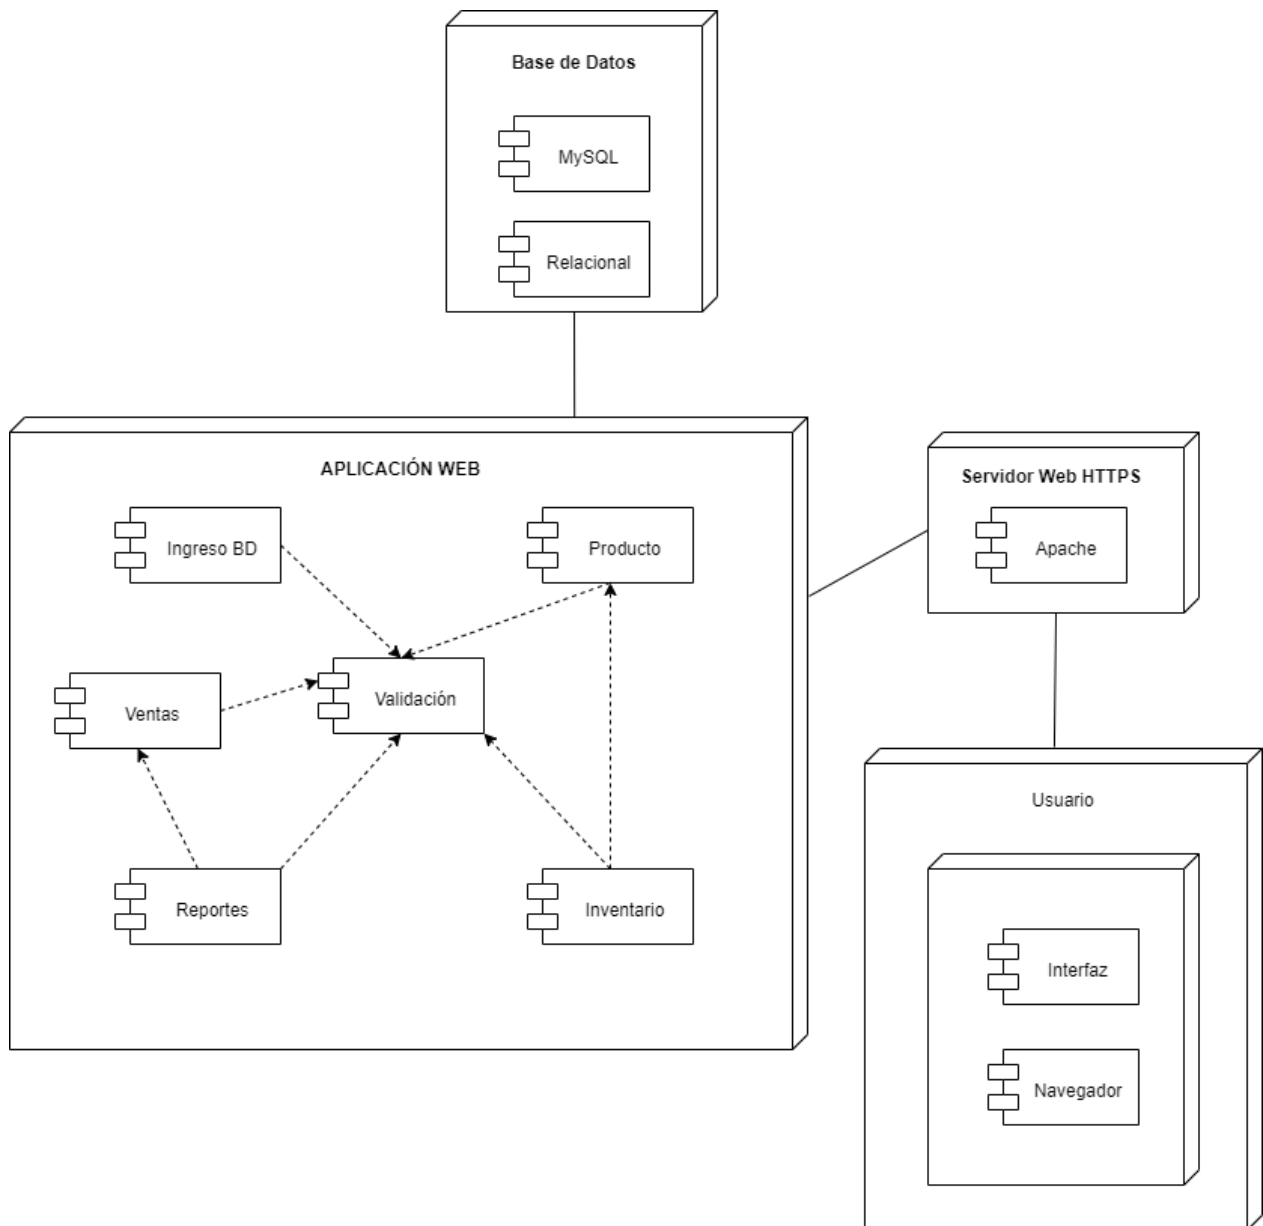 Base de Datos
MySQL
Relacional
APLICACIÓN WEB
Ingreso BD
Producto
Ventas
Validación
Reportes
Inventario
Servidor Web HTTPS
Apache
Usuario
Interfaz
Navegador